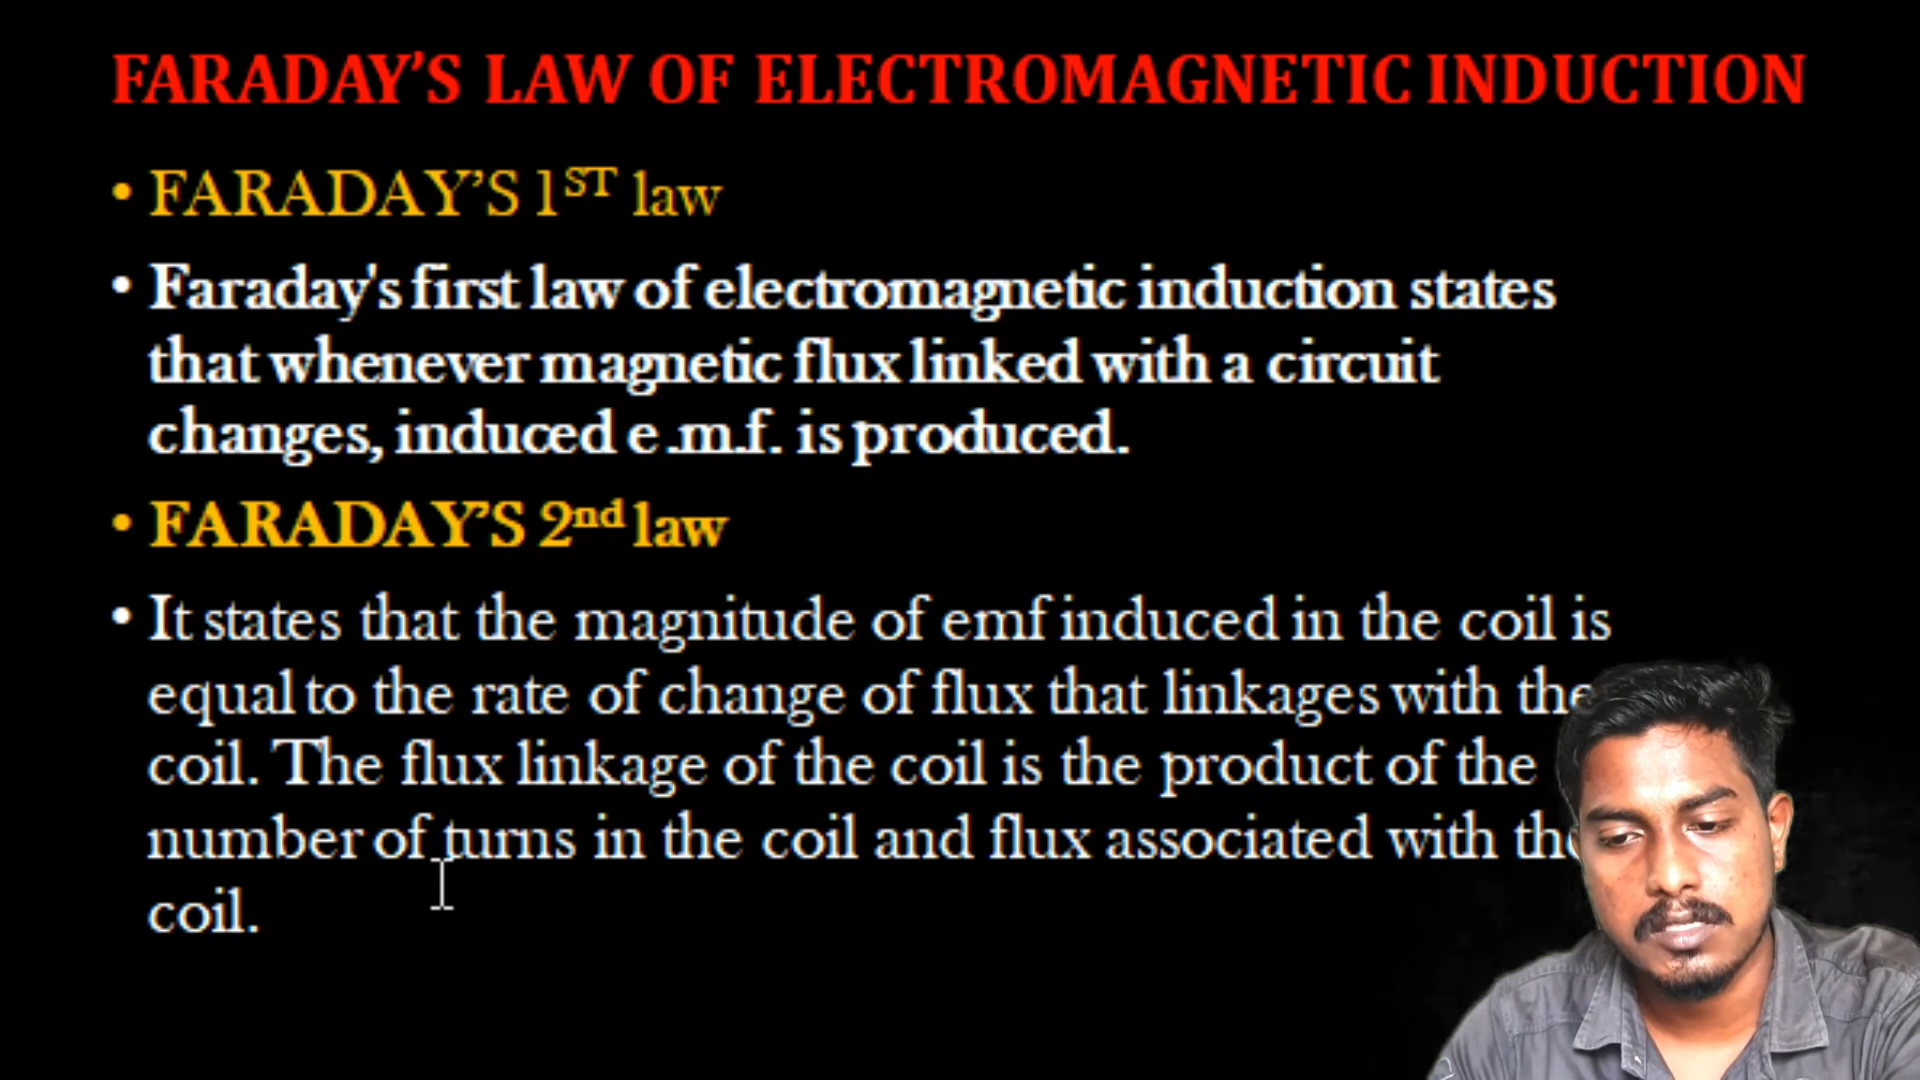 FARADAY’S LAW OF ELECTROMAGNETIC INDUCTION
• FARADAY’S 1ST law
• Faraday's first law of electromagnetic induction states
that whenever magnetic flux linked with a circuit
changes, induced e .m.f. is produced.
• FARADAY’S 2nd law
• It states that the magnitude of emf induced in the coil is
equal to the rate of change of flux that linkages with the
coil. The flux linkage of the coil is the product of the
number of turns in the coil and flux associated with the
coil.